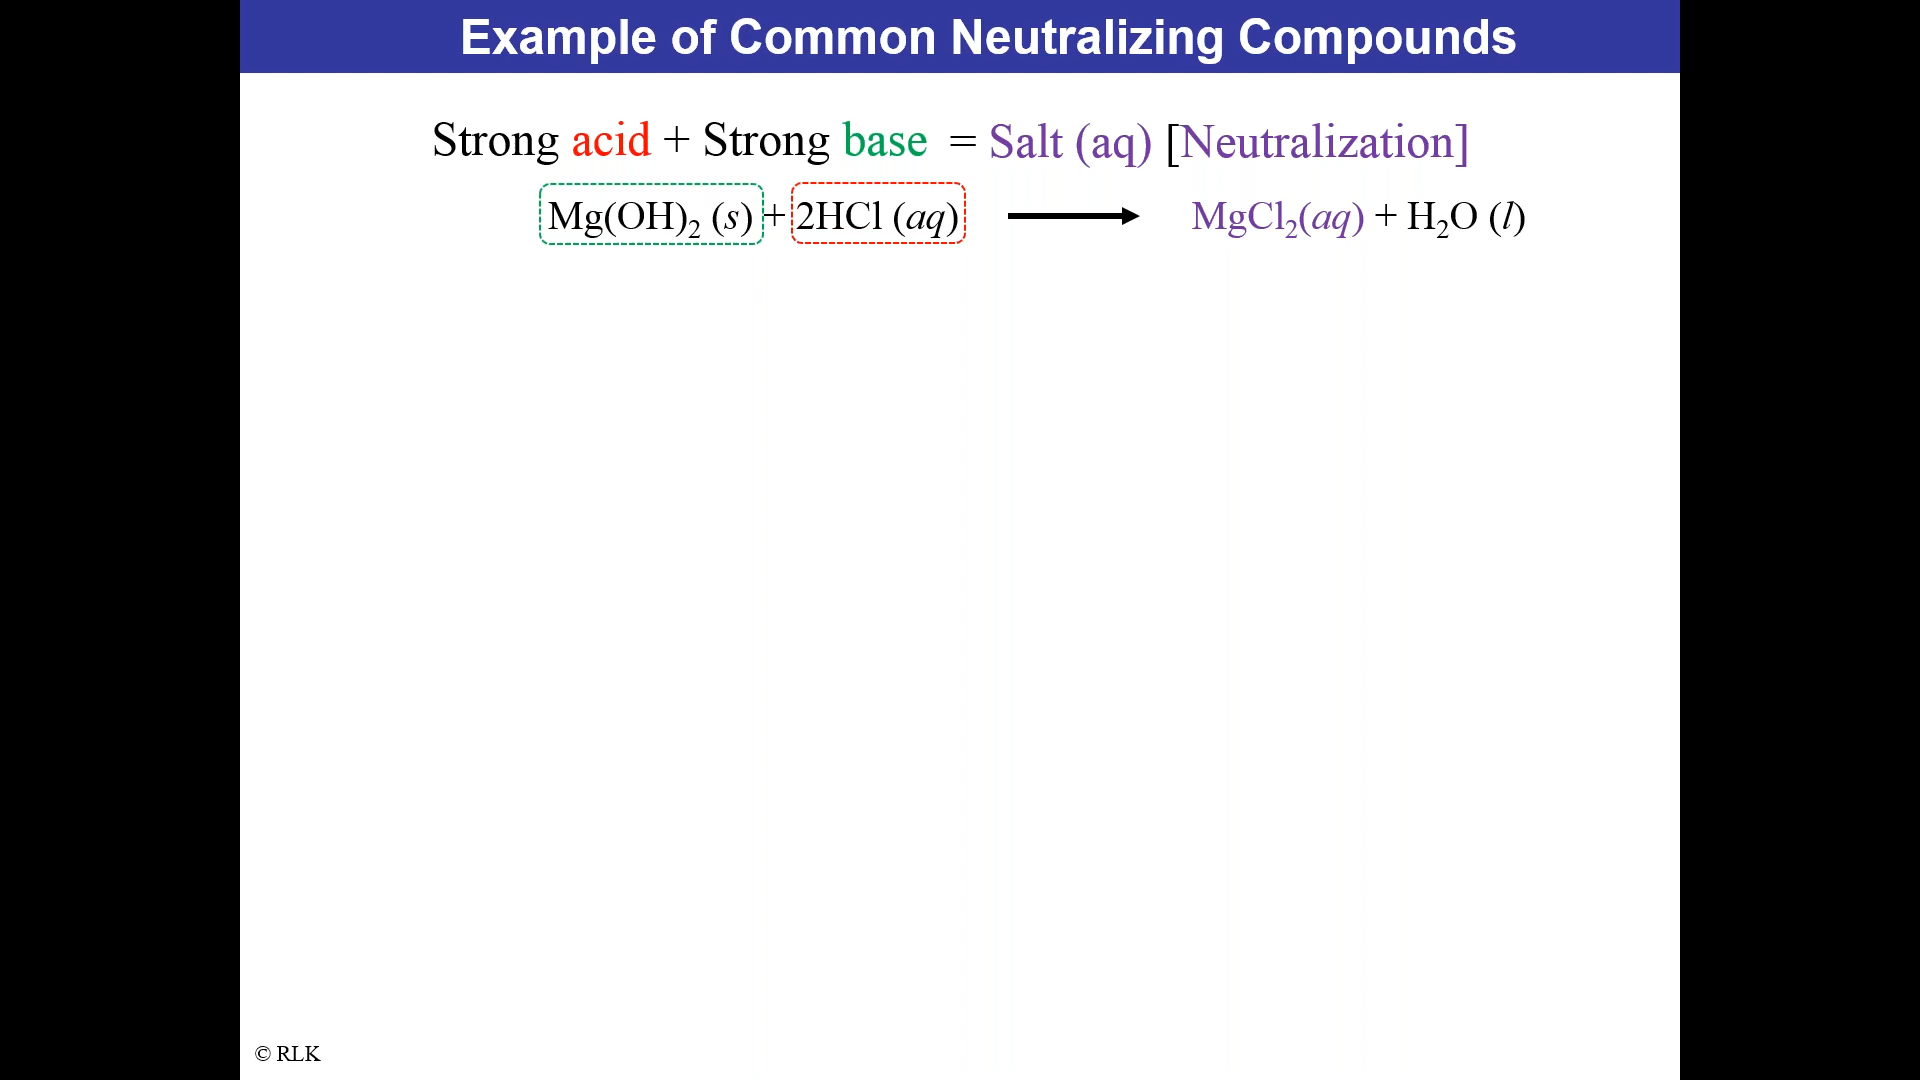 Example of Common Neutralizing Compounds
Strong acid + Strong base = Salt (aq) [Neutralization]
Mg(OH)₂ (s) + 2HCl (aq) ⟶ MgCl₂(aq) + H₂O (l)
© RLK